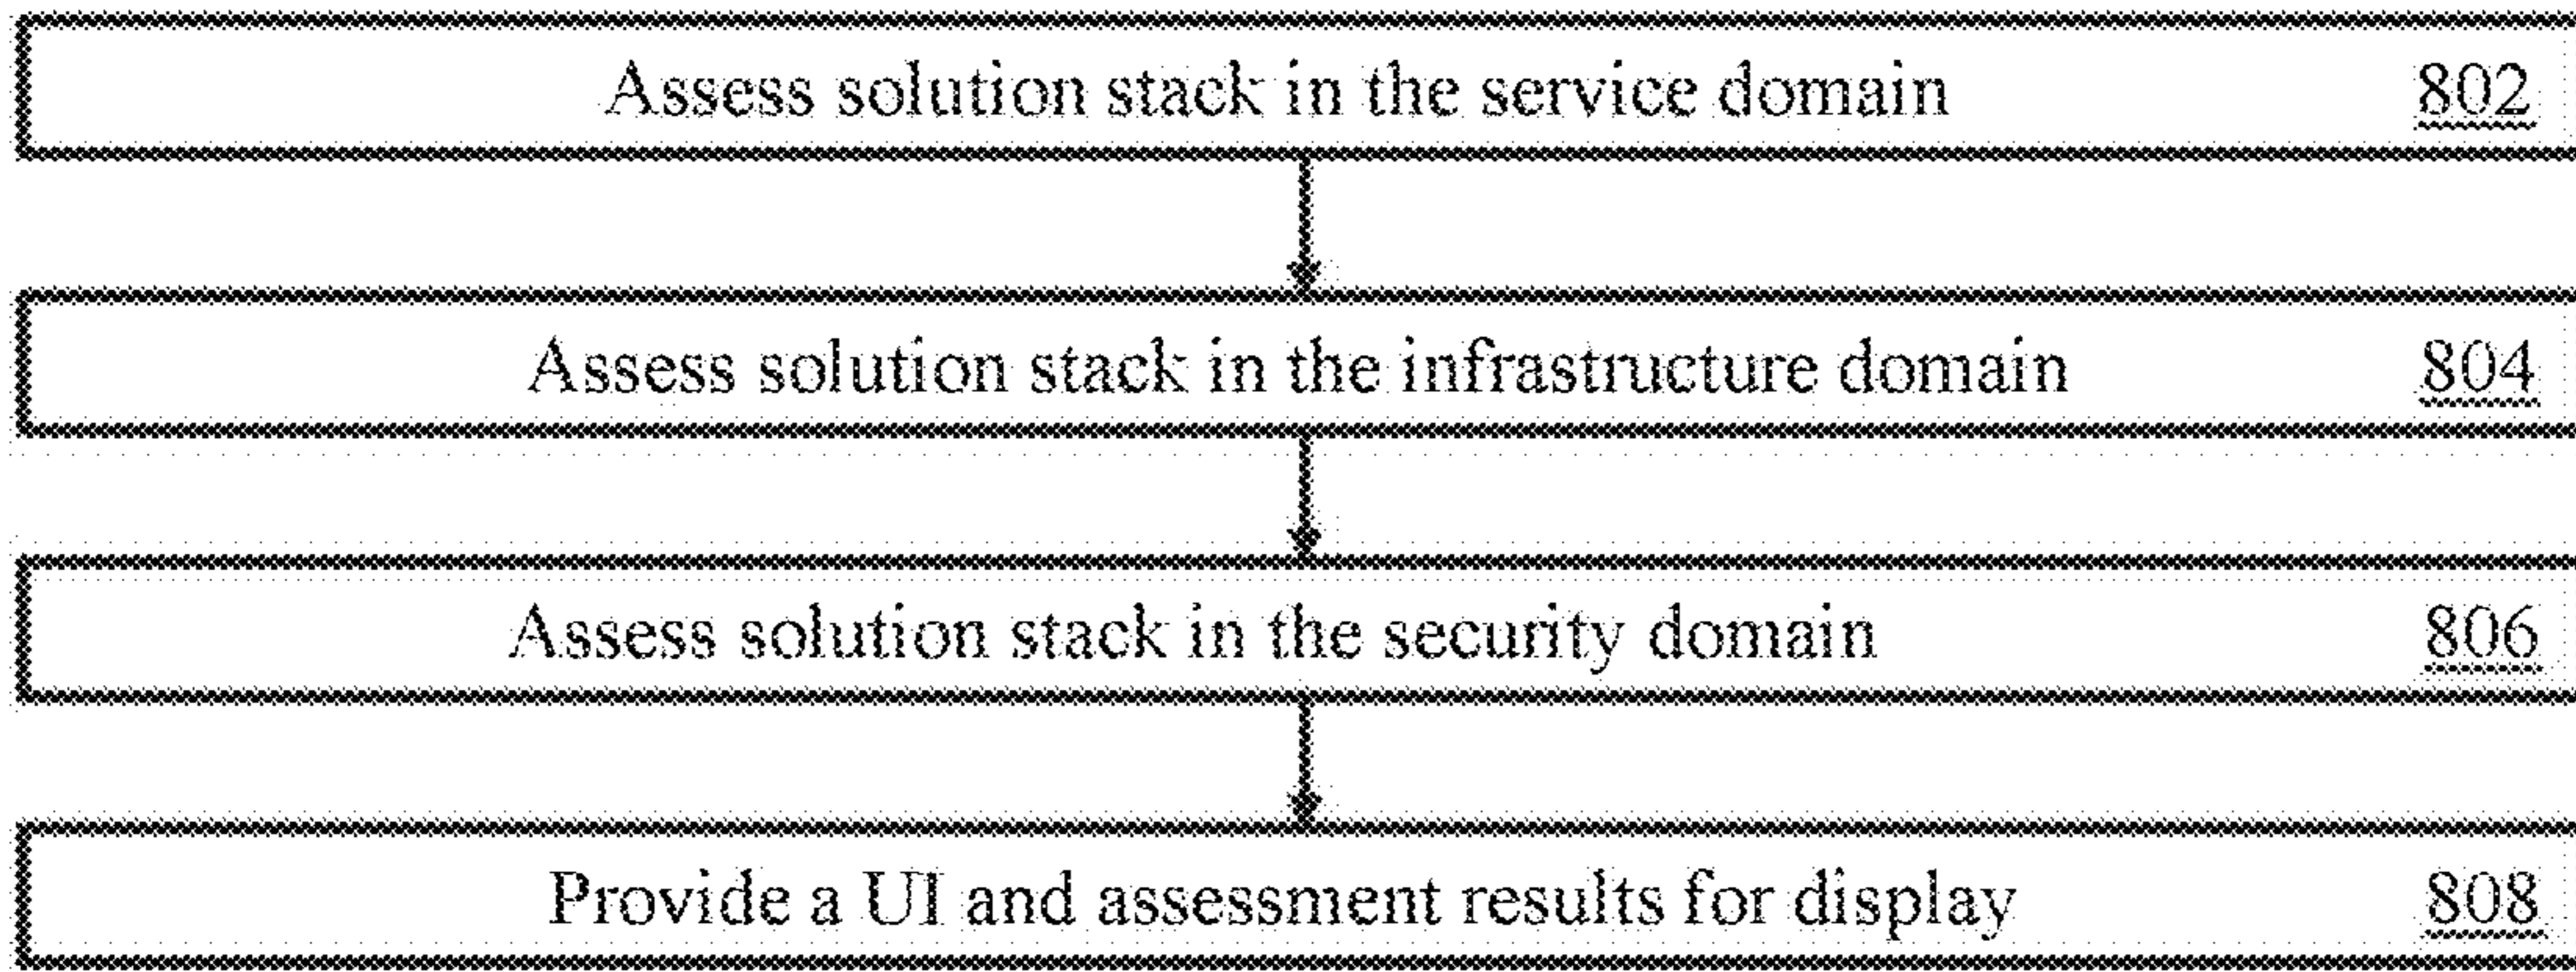 Assess solution stack in the service domain 802
Assess solution stack in the infrastructure domain 804
Assess solution stack in the security domain 806
Provide a UI and assessment results for display 808